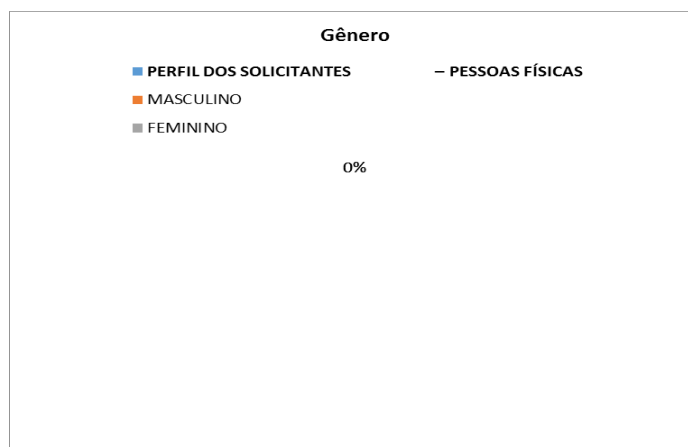 Gênero
PERFIL DOS SOLICITANTES – PESSOAS FÍSICAS
MASCULINO
FEMININO
0%